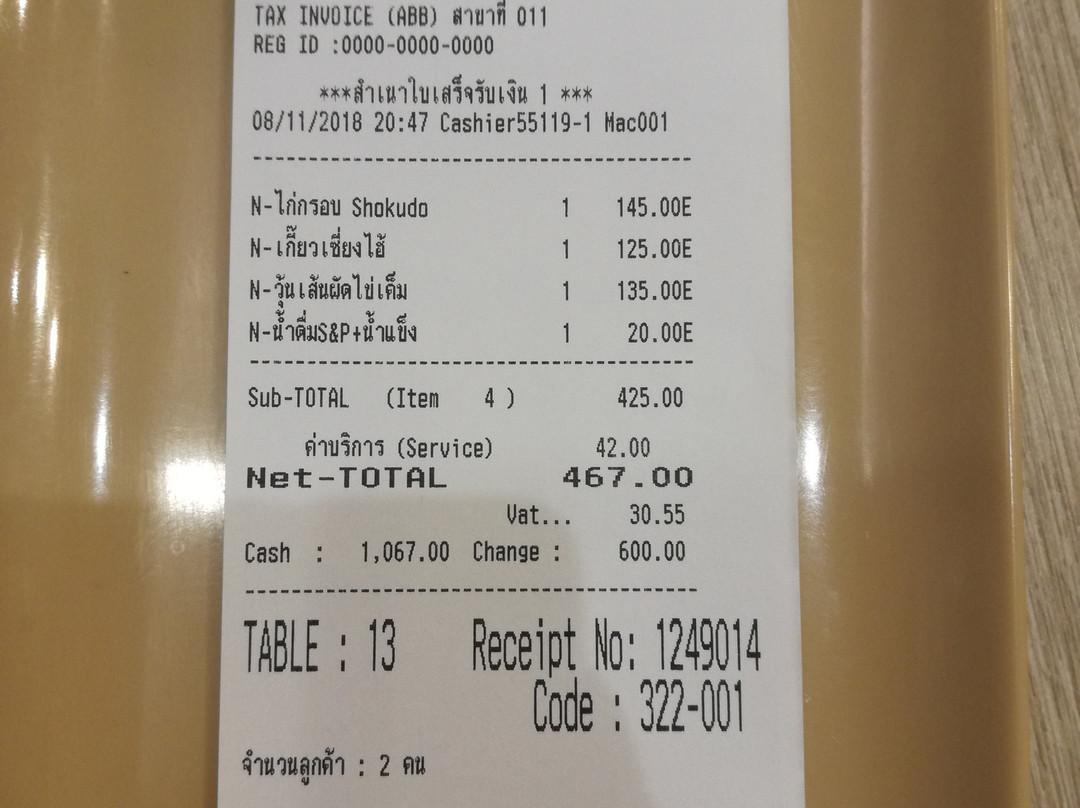 TAX INVOICE (ABB) สาขาที่ 011
REG ID :0000-0000-0000
***สำเนาใบเสร็จรับเงิน 1 ***
08/11/2018 20:47 Cashier55119-1 Mac001
N-ไก่กรอบ Shokudo 1 145.00E
N-เกี๊ยวเซี่ยงไฮ้ 1 125.00E
N-วุ้นเส้นผัดไข่เค็ม 1 135.00E
N-น้ำดื่มS&P+น้ำแข็ง 1 20.00E
Sub-TOTAL (Item 4 ) 425.00
ค่าบริการ (Service) 42.00
Net-TOTAL 467.00
Vat... 30.55
Cash : 1,067.00 Change : 600.00
TABLE : 13 Receipt No: 1249014
Code : 322-001
จำนวนลูกค้า : 2 คน